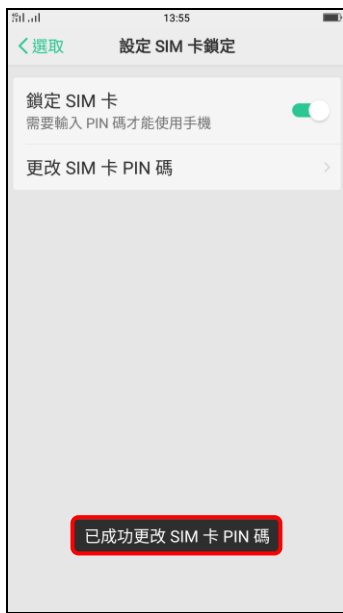 13:55
選取
設定 SIM 卡鎖定
鎖定 SIM 卡
需要輸入 PIN 碼才能使用手機
更改 SIM 卡 PIN 碼
已成功更改 SIM 卡 PIN 碼